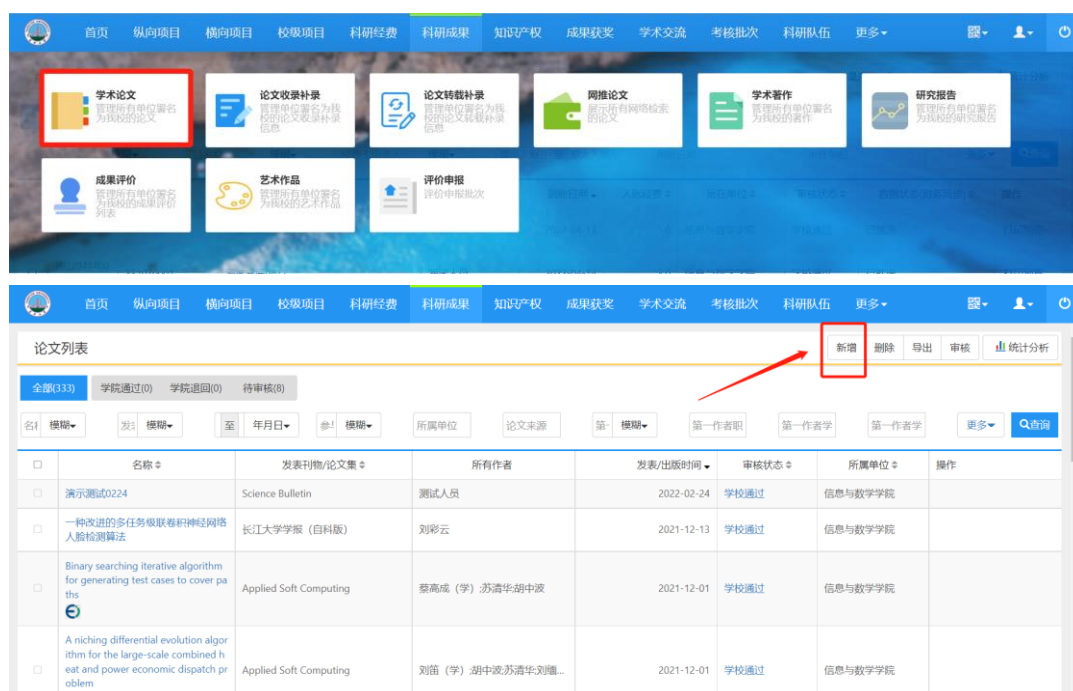 首页 纵向项目 横向项目 校级项目 科研经费 科研成果 知识产权 成果获奖 学术交流 考核批次 科研队伍 更多
学术论文
管理所有单位署名
为我校的论文
论文收录补录
管理单位署名为我
校的论文收录补录
信息
论文转载补录
管理单位署名为我
校的论文转载补录
信息
网推论文
展示所有网络检索
的论文
学术著作
管理所有单位署名
为我校的著作
研究报告
管理所有单位署名
为我校的研究报告
成果评价
管理所有单位署名
为我校的成果评价
列表
艺术作品
管理所有单位署名
为我校的艺术作品
评价申报
评价申报批次
首页 纵向项目 横向项目 校级项目 科研经费 科研成果 知识产权 成果获奖 学术交流 考核批次 科研队伍 更多
论文列表 新增 删除 导出 审核 统计分析
全部(333) 学院通过(0) 学院退回(0) 待审核(8)
模糊 模糊 至 年月日 模糊 所属单位 论文来源 第一 模糊 第一作者职 第一作者学 第一作者学 更多 查询
名称 发表刊物/论文集 所有作者 发表/出版时间 审核状态 所属单位 操作
演示测试0224 Science Bulletin 测试人员 2022-02-24 学校通过 信息与数学学院
一种改进的多任务级联卷积神经网络
人脸检测算法 长江大学学报（自科版） 刘彩云 2021-12-13 学校通过 信息与数学学院
Binary searching iterative algorithm
for generating test cases to cover pa
ths Applied Soft Computing 蔡高成（学）;苏清华;胡中波 2021-12-01 学校通过 信息与数学学院
A niching differential evolution algor
ithm for the large-scale combined h
eat and power economic dispatch pr
oblem Applied Soft Computing 刘笛（学）;胡中波;苏清华;刘缅... 2021-12-01 学校通过 信息与数学学院